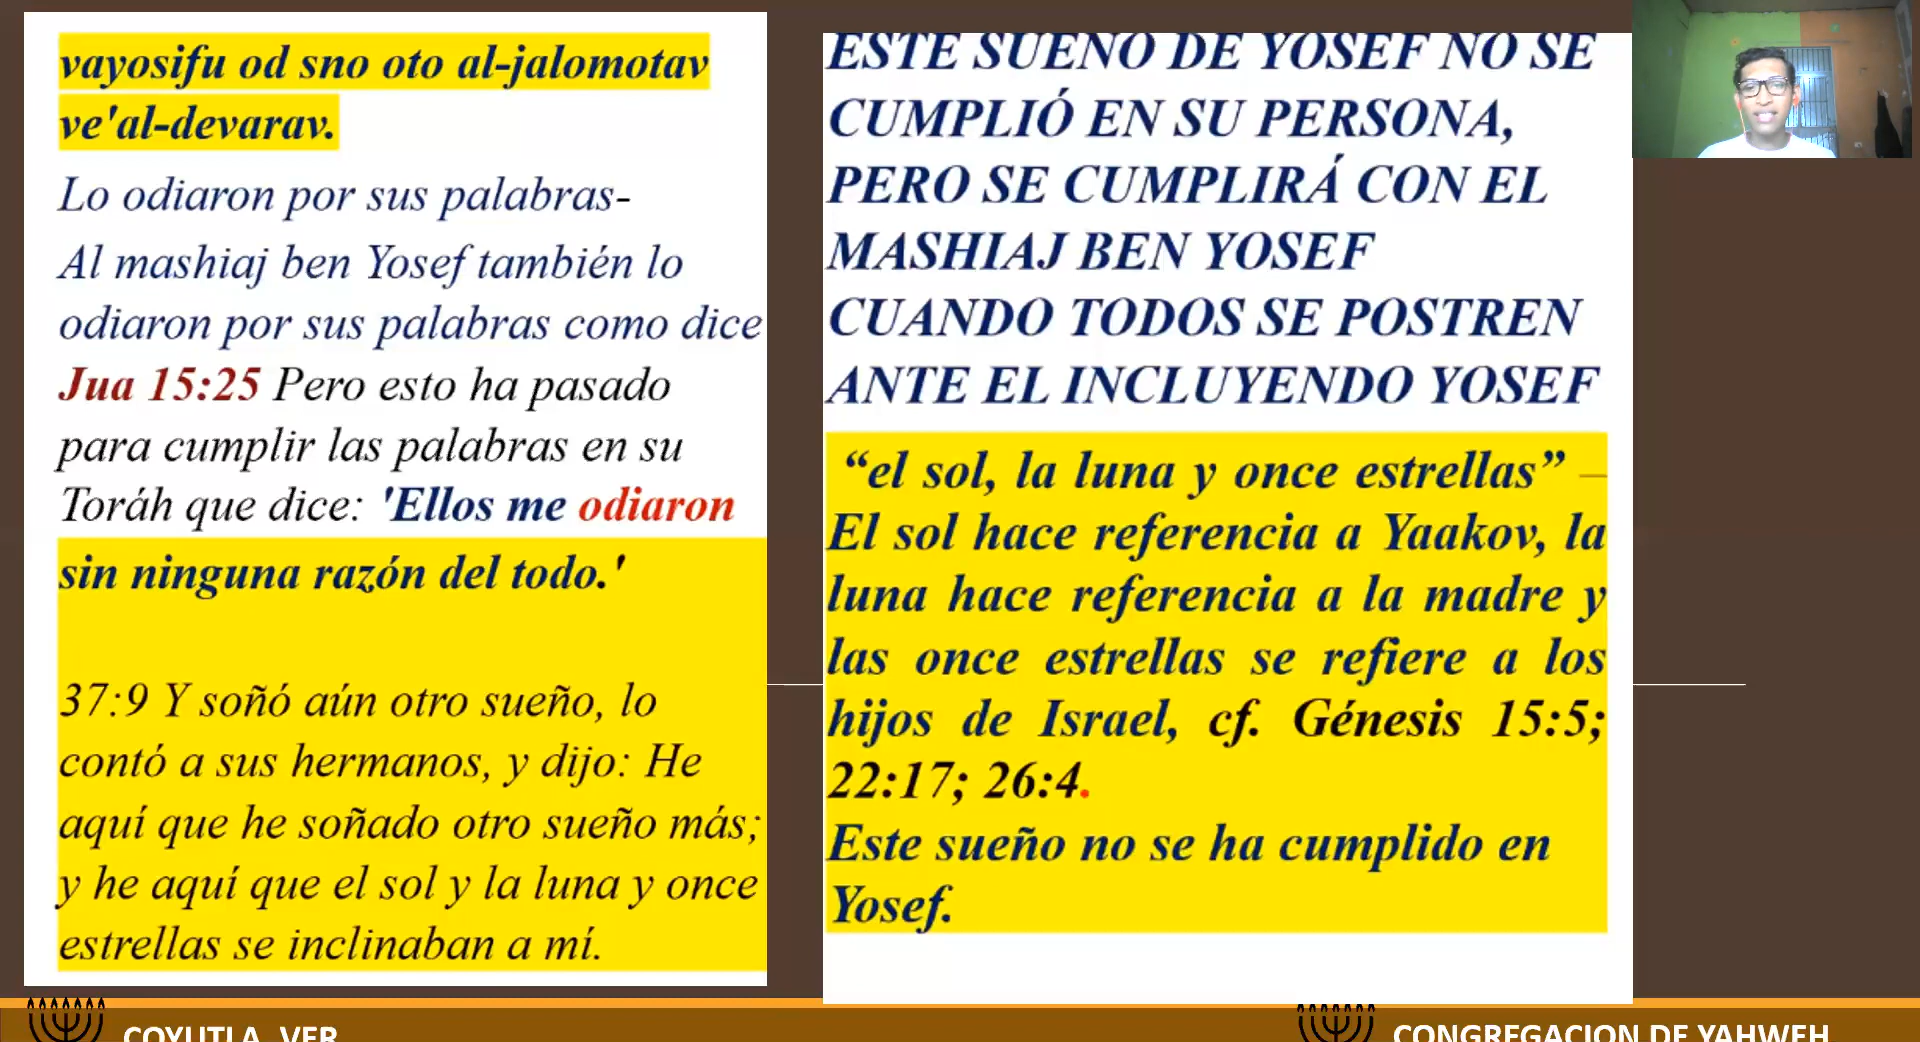 vayosifu od sno oto al-jalomotav
ve'al-devarav.
Lo odiaron por sus palabras-
Al mashiaj ben Yosef también lo
odiaron por sus palabras como dice
Jua 15:25 Pero esto ha pasado
para cumplir las palabras en su
Toráh que dice: 'Ellos me odiaron
sin ninguna razón del todo.'
37:9 Y soñó aún otro sueño, lo
contó a sus hermanos, y dijo: He
aquí que he soñado otro sueño más;
y he aquí que el sol y la luna y once
estrellas se inclinaban a mí.
ESTE SUENO DE YOSEF NO SE
CUMPLIÓ EN SU PERSONA,
PERO SE CUMPLIRÁ CON EL
MASHIAJ BEN YOSEF
CUANDO TODOS SE POSTREN
ANTE EL INCLUYENDO YOSEF
“el sol, la luna y once estrellas” –
El sol hace referencia a Yaakov, la
luna hace referencia a la madre y
las once estrellas se refiere a los
hijos de Israel, cf. Génesis 15:5;
22:17; 26:4.
Este sueño no se ha cumplido en
Yosef.
COYUTLA, VER
CONGREGACION DE YAHWEH